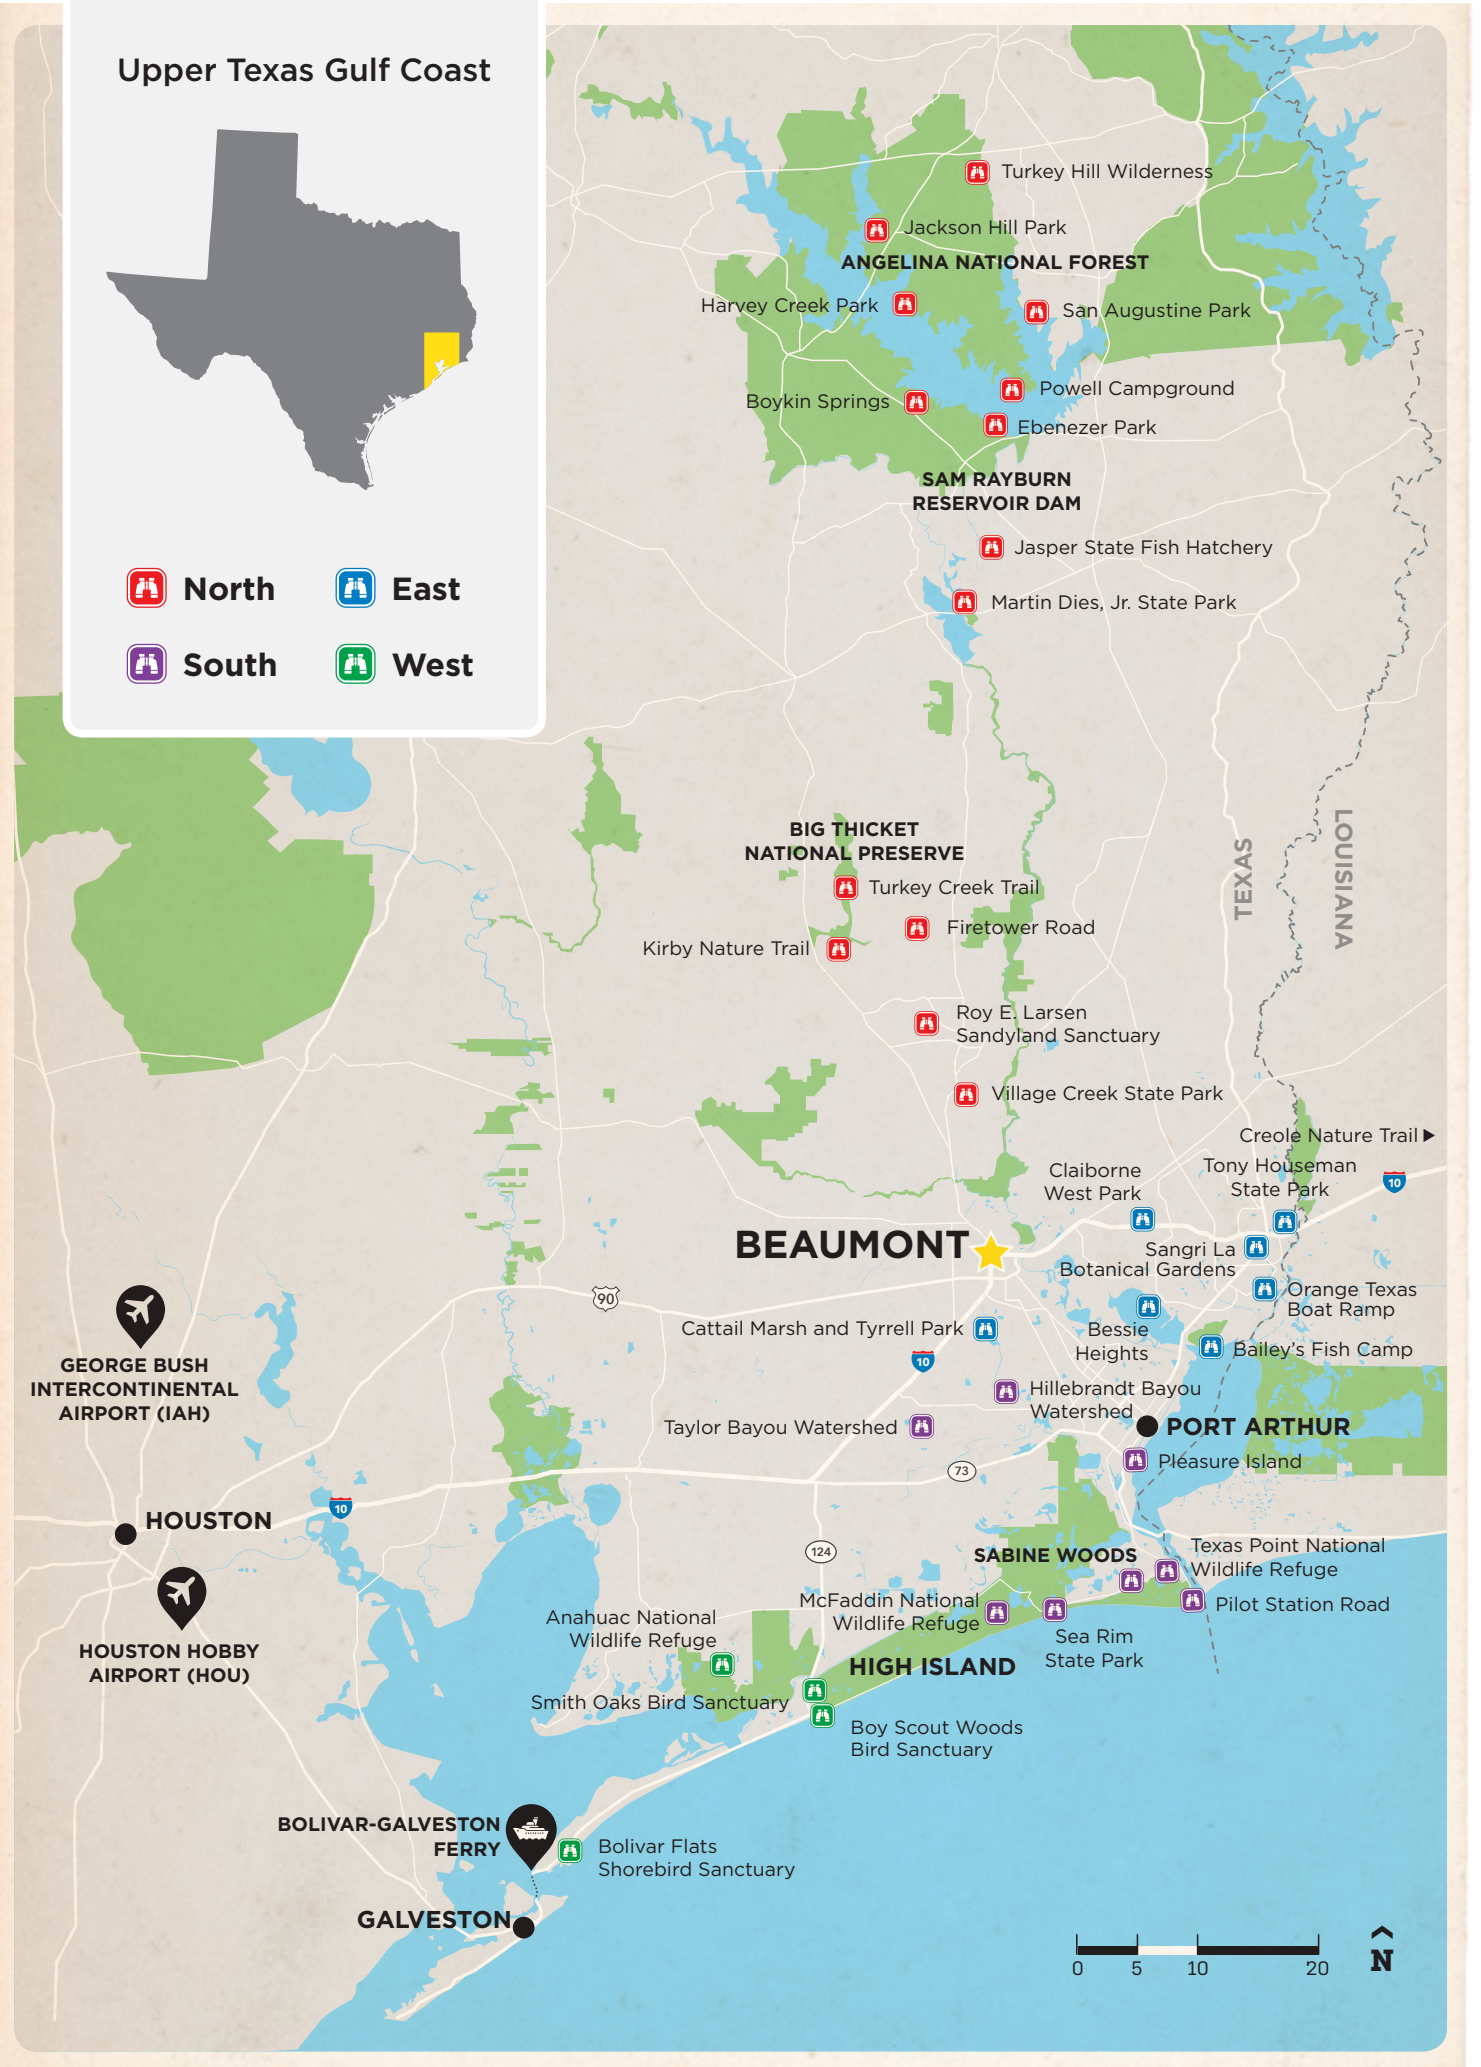 Upper Texas Gulf Coast
North
East
South
West
Turkey Hill Wilderness
Jackson Hill Park
ANGELINA NATIONAL FOREST
Harvey Creek Park
San Augustine Park
Powell Campground
Boykin Springs
Ebenezer Park
SAM RAYBURN
RESERVOIR DAM
Jasper State Fish Hatchery
Martin Dies, Jr. State Park
BIG THICKET
NATIONAL PRESERVE
TEXAS
LOUISIANA
Turkey Creek Trail
Firetower Road
Kirby Nature Trail
Roy E. Larsen
Sandyland Sanctuary
Village Creek State Park
Creole Nature Trail
Claiborne
West Park
Tony Houseman
State Park
10
BEAUMONT
Sangri La
Botanical Gardens
Orange Texas
Boat Ramp
90
Cattail Marsh and Tyrrell Park
Bessie
Heights
Bailey's Fish Camp
10
GEORGE BUSH
INTERCONTINENTAL
AIRPORT (IAH)
Hillebrandt Bayou
Watershed
Taylor Bayou Watershed
PORT ARTHUR
Pleasure Island
73
10
HOUSTON
124
SABINE WOODS
Texas Point National
Wildlife Refuge
McFaddin National
Wildlife Refuge
Pilot Station Road
Anahuac National
Wildlife Refuge
Sea Rim
State Park
HOUSTON HOBBY
AIRPORT (HOU)
HIGH ISLAND
Smith Oaks Bird Sanctuary
Boy Scout Woods
Bird Sanctuary
BOLIVAR-GALVESTON
FERRY
Bolivar Flats
Shorebird Sanctuary
GALVESTON
0 5 10 20
N